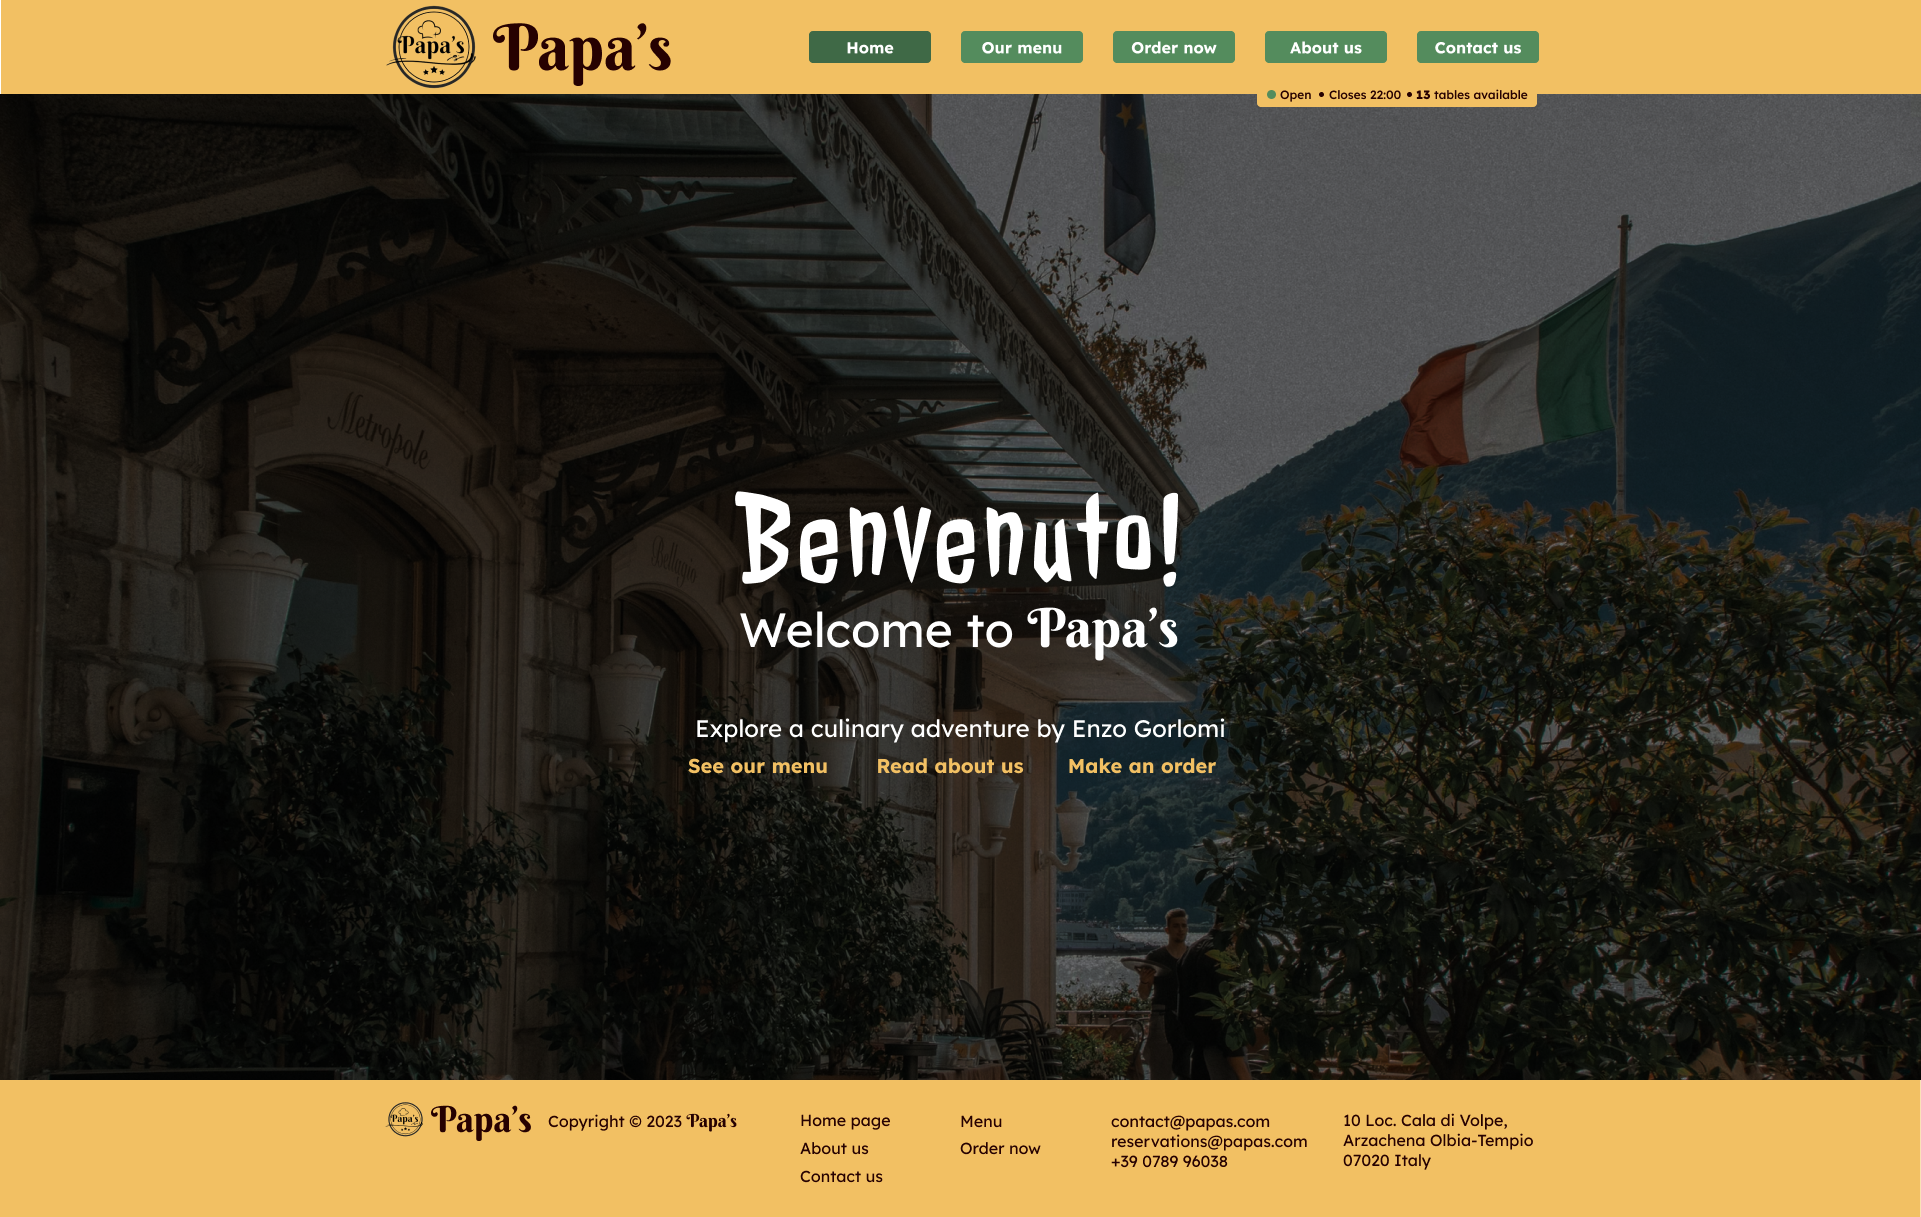 Papa's
Papa's
Home
Our menu
Order now
About us
Contact us
Open • Closes 22:00 • 13 tables available
1
Metropole
Bellagio
Benvenuto!
Welcome to Papa's
Explore a culinary adventure by Enzo Gorlomi
See our menu
Read about us
Make an order
Papa's
Papa's
Copyright © 2023 Papa's
Home page
About us
Contact us
Menu
Order now
contact@papas.com
reservations@papas.com
+39 0789 96038
10 Loc. Cala di Volpe,
Arzachena Olbia-Tempio
07020 Italy